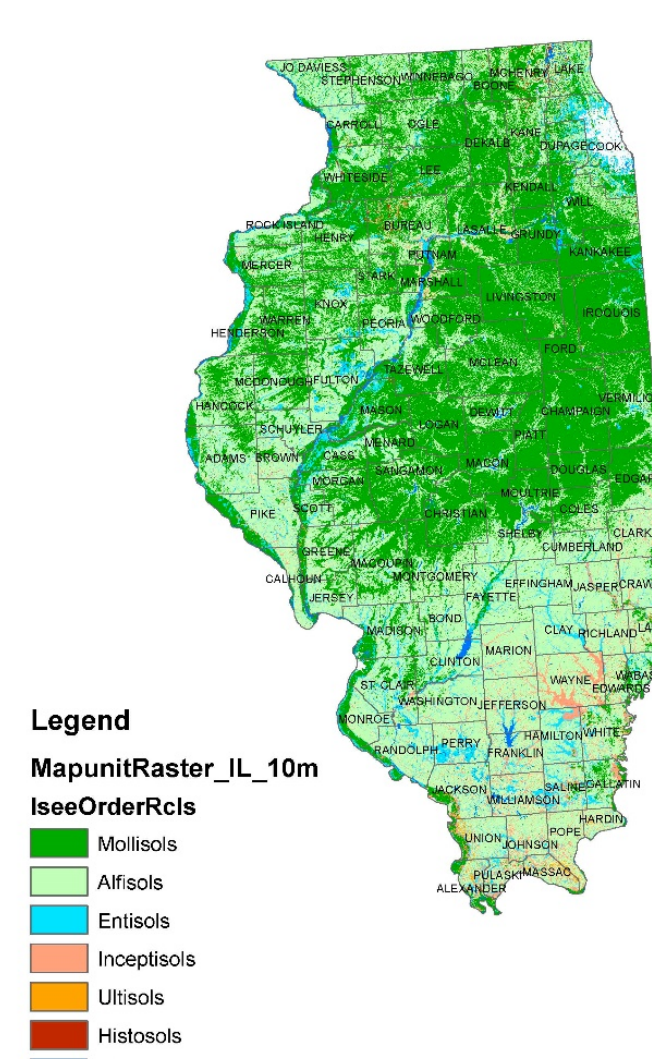 JO DAVIESS
STEPHENSON
WINNEBAGO
MCHENRY
LAKE
BOONE
CARROLL
OGLE
KANE
DEKALB
DUPAGE
COOK
LEE
WHITESIDE
KENDALL
WILL
ROCK ISLAND
BUREAU
LASALLE
GRUNDY
HENRY
PUTNAM
KANKAKEE
MERCER
STARK
MARSHALL
LIVINGSTON
KNOX
IROQUOIS
WARREN
PEORIA
WOODFORD
HENDERSON
FORD
MCLEAN
TAZEWELL
MCDONOUGH
FULTON
VERMILIO
HANCOCK
MASON
DEWITT
CHAMPAIGN
LOGAN
SCHUYLER
MENARD
PIATT
ADAMS
BROWN
CASS
MACON
SANGAMON
DOUGLAS
MORGAN
EDGAR
MOULTRIE
SCOTT
PIKE
CHRISTIAN
COLES
SHELBY
CLARK
CUMBERLAND
GREENE
MACOUPIN
CALHOUN
MONTGOMERY
EFFINGHAM
JASPER
CRAW
JERSEY
FAYETTE
BOND
MADISON
CLAY
RICHLAND
LA
MARION
CLINTON
WAYNE
WABAS
ST CLAIR
EDWARDS
WASHINGTON
JEFFERSON
MONROE
HAMILTON
WHITE
RANDOLPH
PERRY
FRANKLIN
JACKSON
SALINE
GALLATIN
WILLIAMSON
HARDIN
UNION
POPE
JOHNSON
PULASKI
MASSAC
ALEXANDER
Legend
MapunitRaster_IL_10m
IseeOrderRcls
Mollisols
Alfisols
Entisols
Inceptisols
Ultisols
Histosols